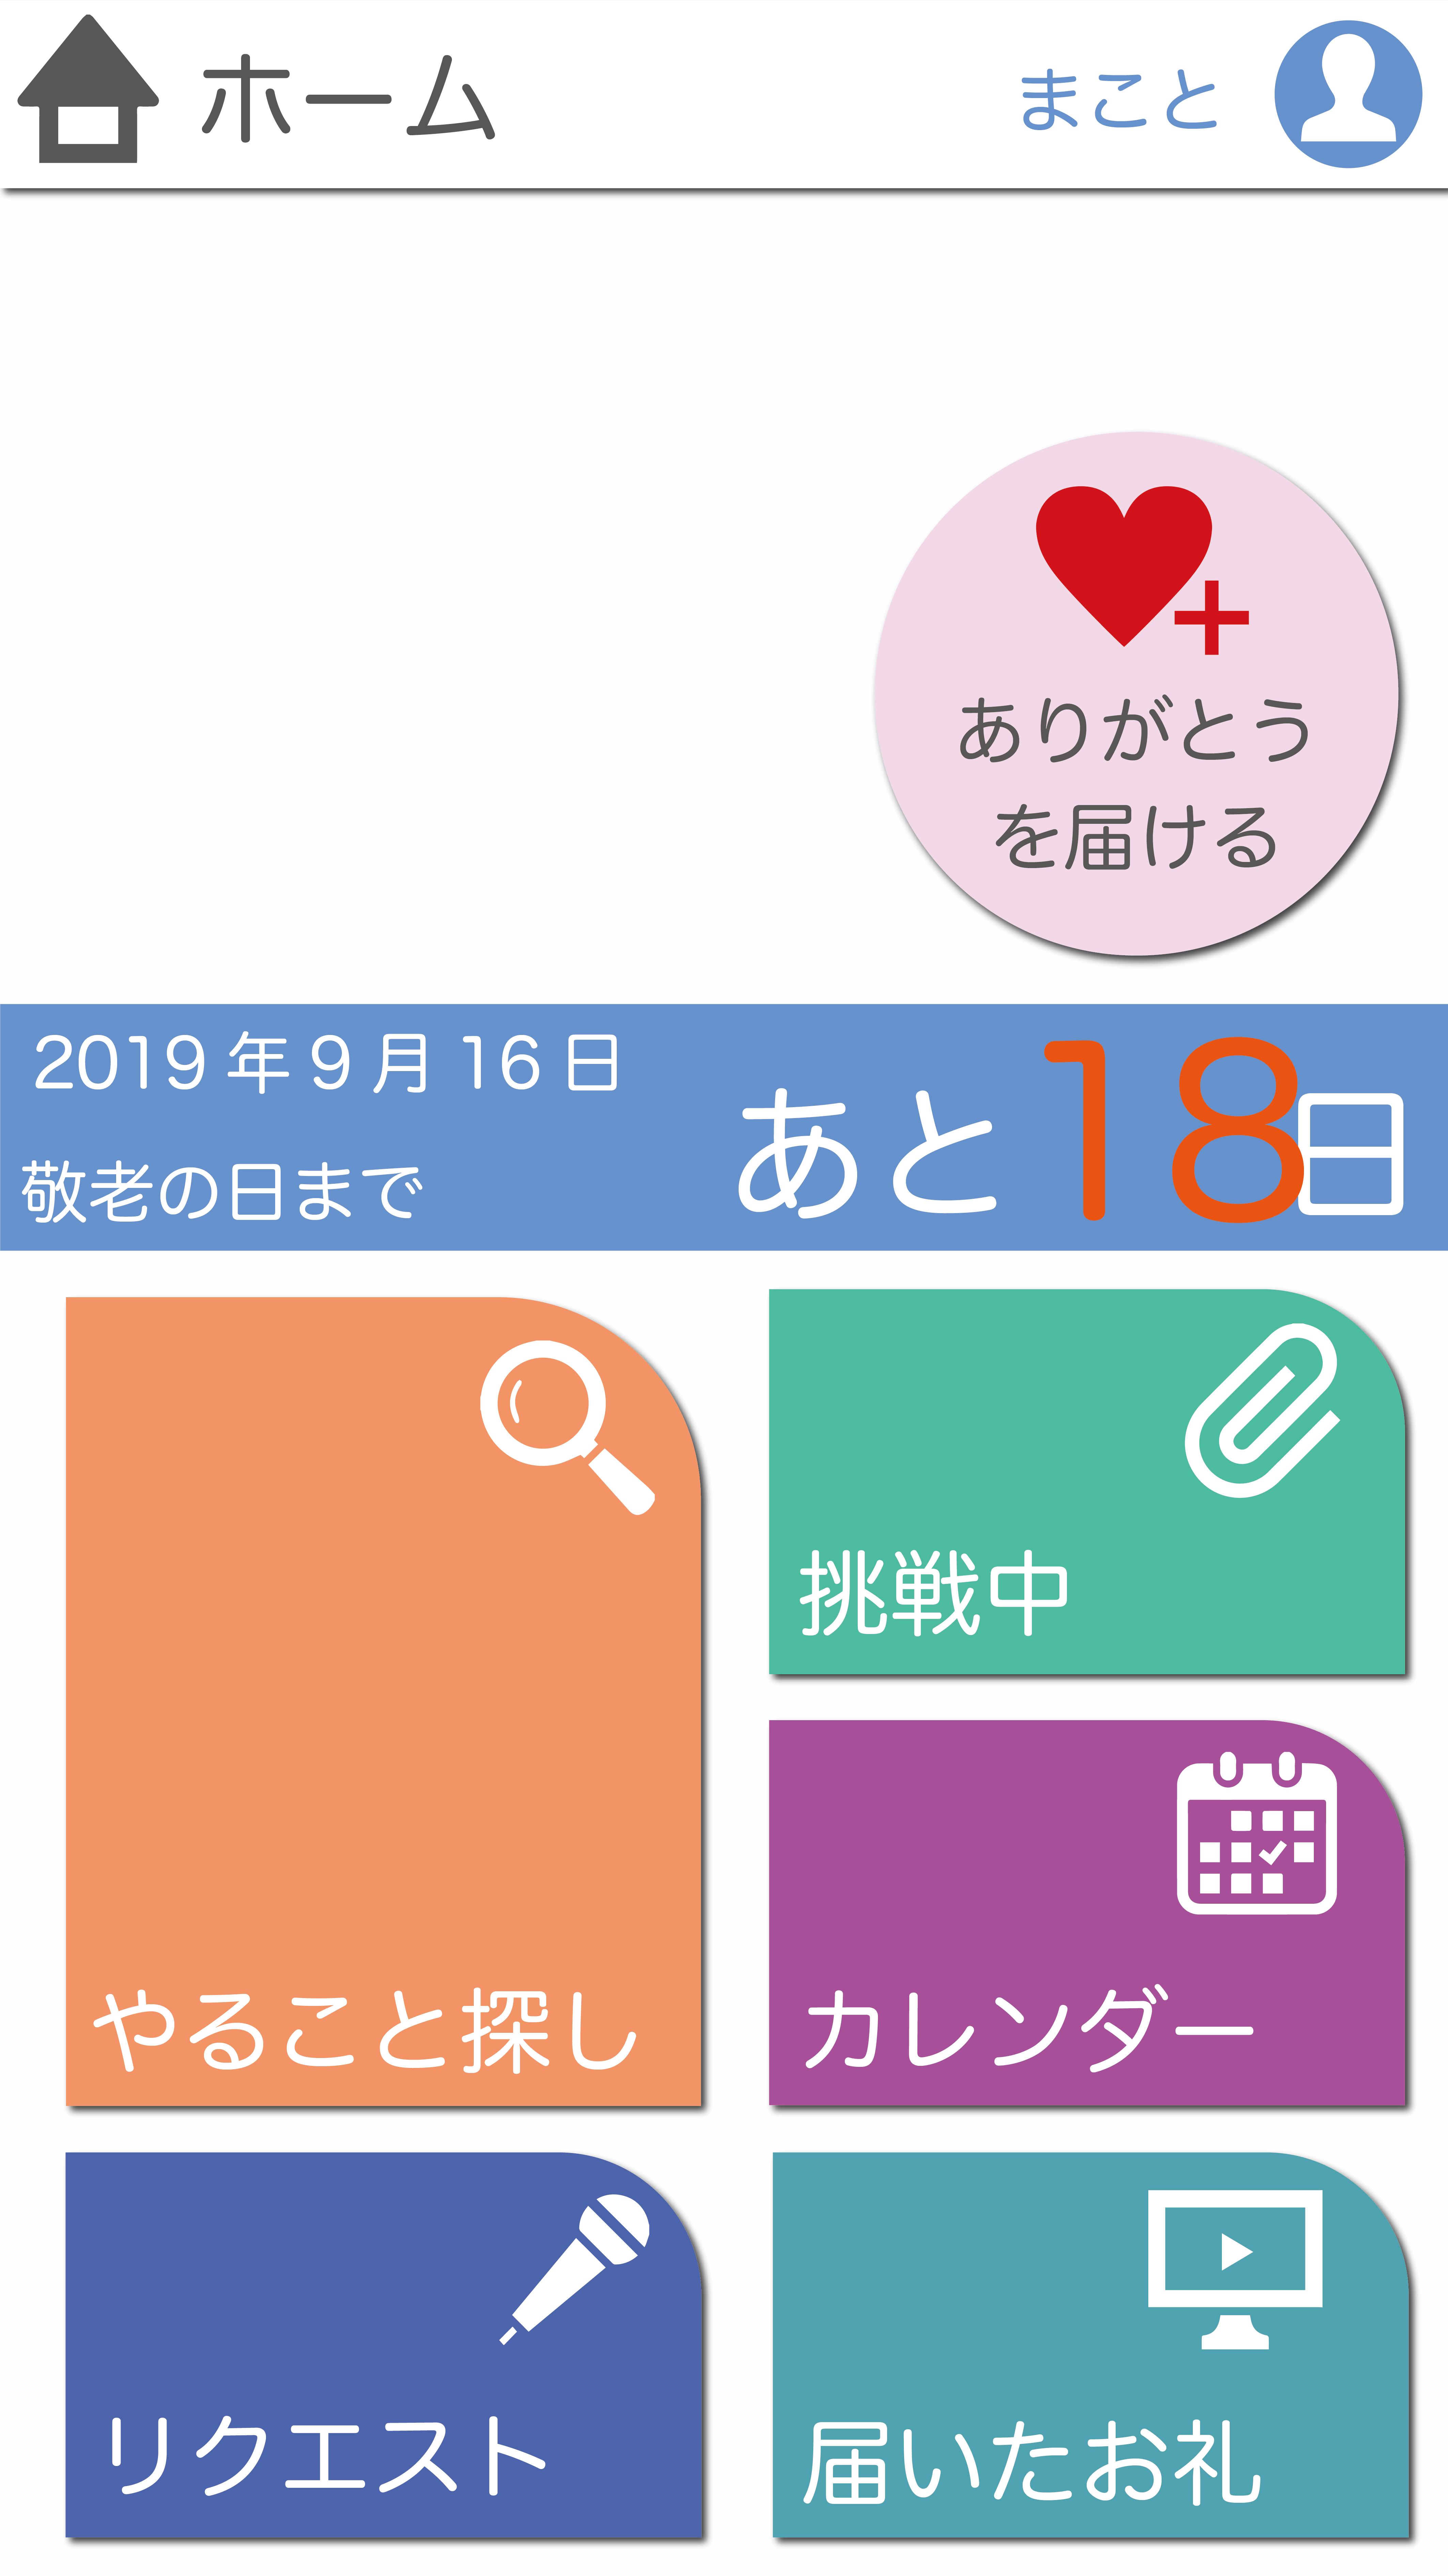 ホーム
まこと
ありがとう
を届ける
2019年9月16日
敬老の日まで
あと18日
挑戦中
やること探し
カレンダー
リクエスト
届いたお礼